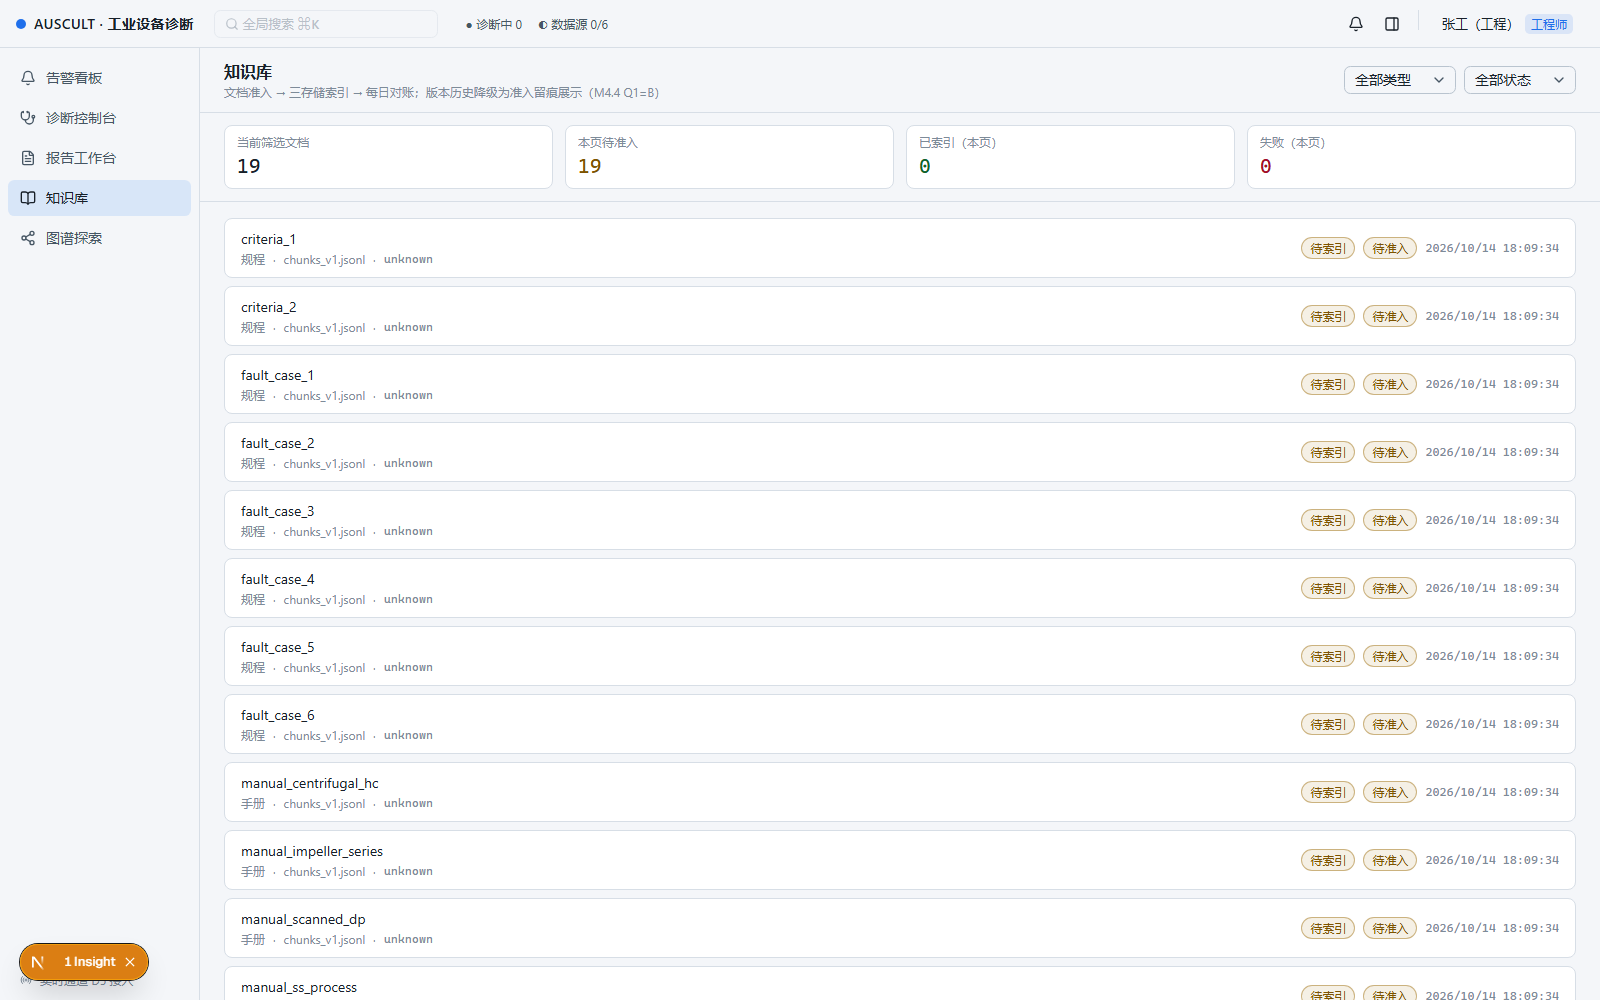 AUSCULT · 工业设备诊断
全局搜索 ⌘K
● 诊断中 0
◐ 数据源 0/6
张工（工程）
工程师
告警看板
诊断控制台
报告工作台
知识库
图谱探索
知识库
文档准入 → 三存储索引 → 每日对账；版本历史降级为准入留痕展示（M4.4 Q1=B）
全部类型
全部状态
当前筛选文档
19
本页待准入
19
已索引（本页）
0
失败（本页）
0
criteria_1
规程 · chunks_v1.jsonl · unknown
待索引 待准入 2026/10/14 18:09:34
criteria_2
规程 · chunks_v1.jsonl · unknown
待索引 待准入 2026/10/14 18:09:34
fault_case_1
规程 · chunks_v1.jsonl · unknown
待索引 待准入 2026/10/14 18:09:34
fault_case_2
规程 · chunks_v1.jsonl · unknown
待索引 待准入 2026/10/14 18:09:34
fault_case_3
规程 · chunks_v1.jsonl · unknown
待索引 待准入 2026/10/14 18:09:34
fault_case_4
规程 · chunks_v1.jsonl · unknown
待索引 待准入 2026/10/14 18:09:34
fault_case_5
规程 · chunks_v1.jsonl · unknown
待索引 待准入 2026/10/14 18:09:34
fault_case_6
规程 · chunks_v1.jsonl · unknown
待索引 待准入 2026/10/14 18:09:34
manual_centrifugal_hc
手册 · chunks_v1.jsonl · unknown
待索引 待准入 2026/10/14 18:09:34
manual_impeller_series
手册 · chunks_v1.jsonl · unknown
待索引 待准入 2026/10/14 18:09:34
manual_scanned_dp
手册 · chunks_v1.jsonl · unknown
待索引 待准入 2026/10/14 18:09:34
manual_ss_process
待索引 待准入 2026/10/14 18:09:34
1 Insight